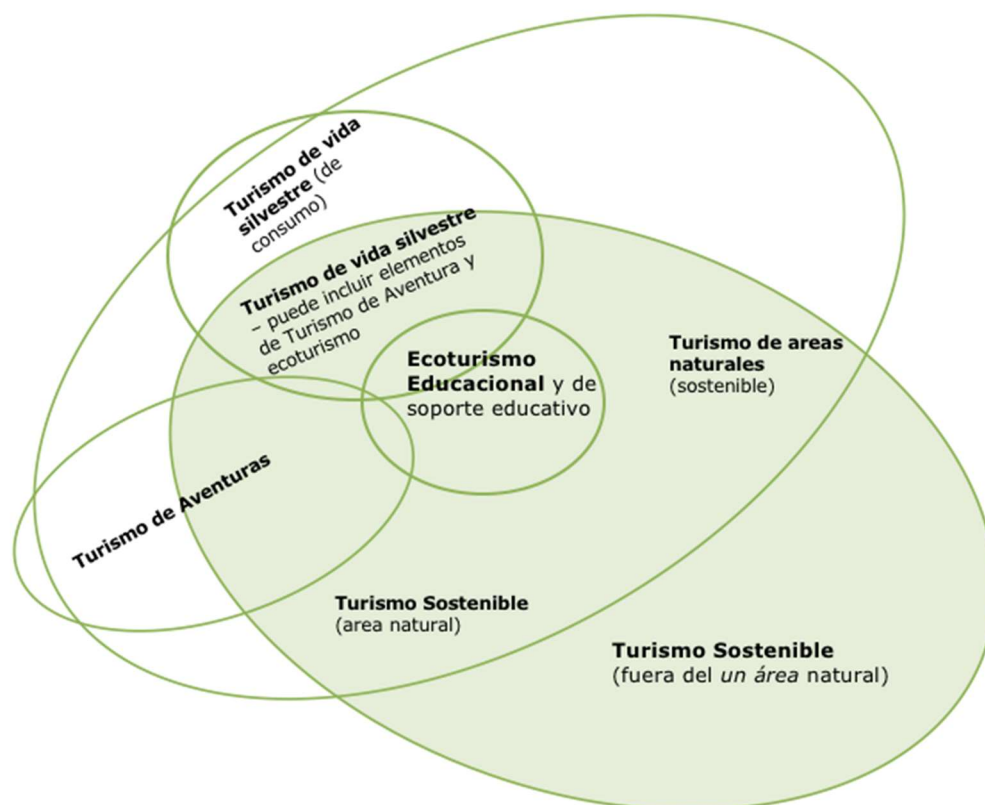 Turismo de vida
silvestre (de
consumo)
Turismo de vida silvestre
– puede incluir elementos
de Turismo de Aventura y
ecoturismo
Ecoturismo
Educacional y de
soporte educativo
Turismo de areas
naturales
(sostenible)
Turismo de Aventuras
Turismo Sostenible
(area natural)
Turismo Sostenible
(fuera del un área natural)